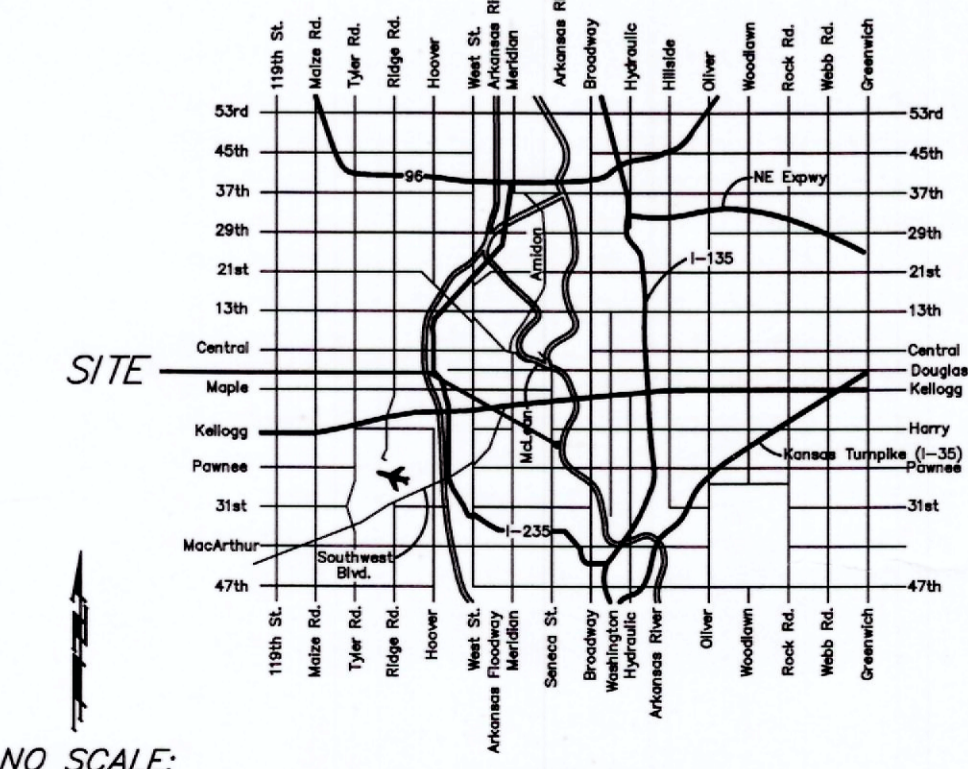 119th St.
Maize Rd.
Tyler Rd.
Ridge Rd.
Hoover
West St.
Arkansas
Meridian
Arkansas
Broadway
Hydraulic
Hillside
Oliver
Woodlawn
Rock Rd.
Webb Rd.
Greenwich
53rd
53rd
45th
45th
96
37th
NE Expwy
37th
29th
29th
Amidon
I-135
21st
21st
13th
13th
Central
Central
SITE
Douglas
Maple
Kellogg
McLean
Kellogg
Harry
Kansas Turnpike (I-35)
Pawnee
Pawnee
31st
31st
I-235
MacArthur
Southwest
Blvd.
47th
47th
119th St.
Maize Rd.
Tyler Rd.
Ridge Rd.
Hoover
West St.
Arkansas Floodway
Meridian
Seneca St.
Broadway
Washington
Hydraulic
Arkansas River
Oliver
Woodlawn
Rock Rd.
Webb Rd.
Greenwich
NO SCALE: